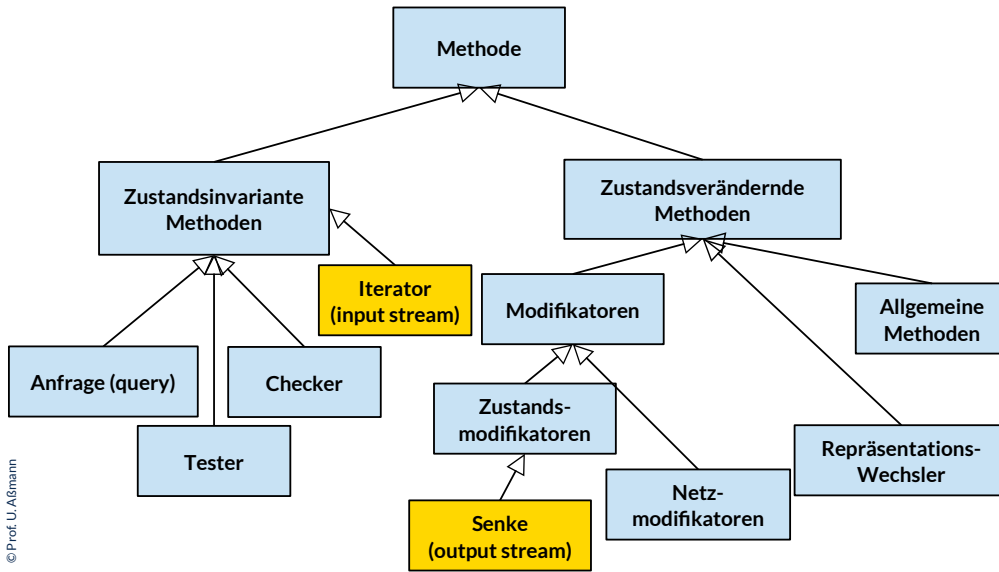 Methode
Zustandsinvariante
Methoden
Zustandsverändernde
Methoden
Iterator
(input stream)
Modifikatoren
Allgemeine
Methoden
Anfrage (query)
Checker
Tester
Zustands-
modifikatoren
Repräsentations-
Wechsler
Netz-
modifikatoren
Senke
(output stream)
© Prof. U. Aßmann